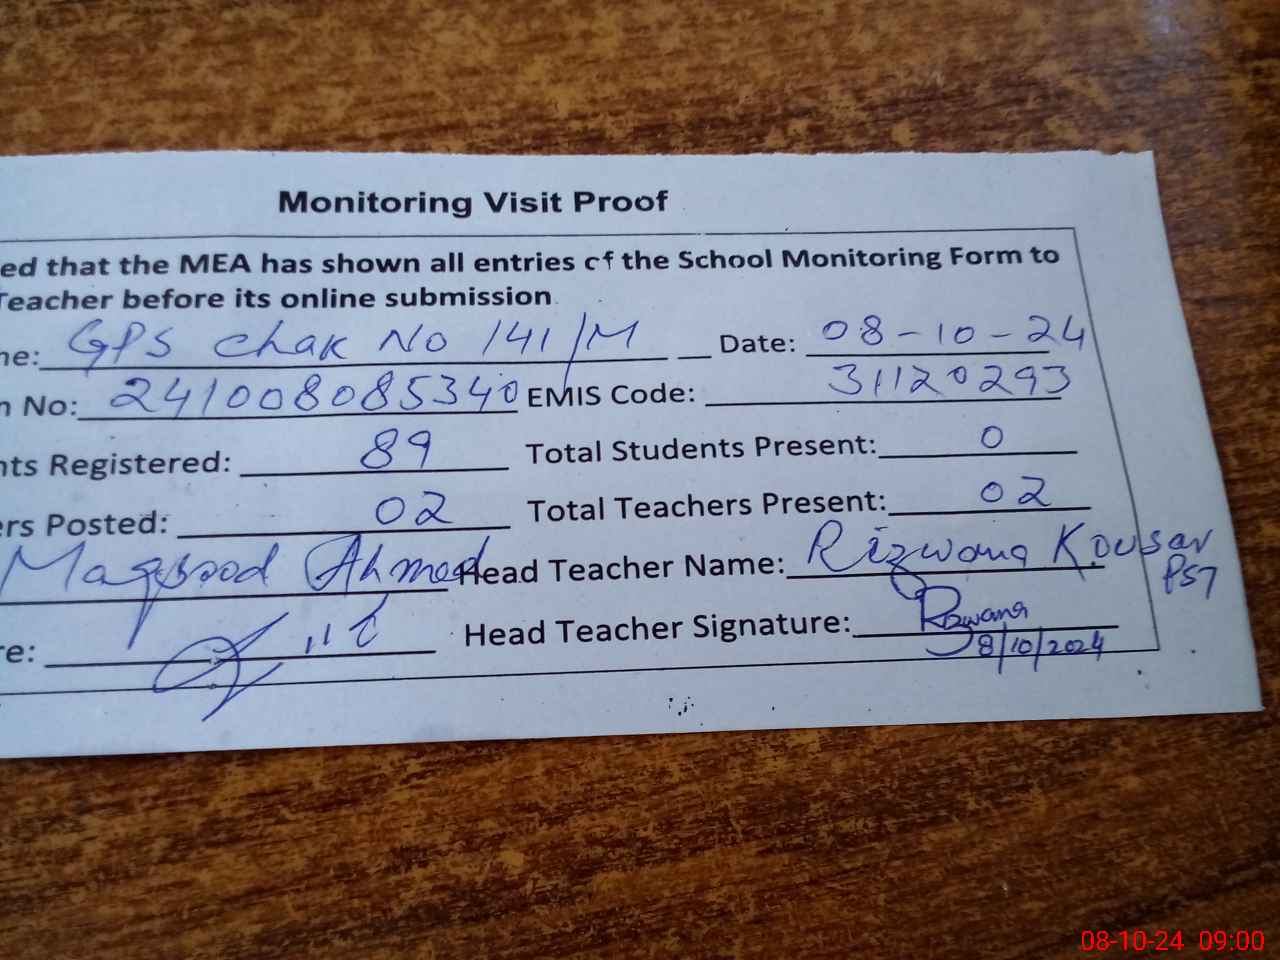 Monitoring Visit Proof
ed that the MEA has shown all entries of the School Monitoring Form to
Teacher before its online submission.
ne: GPS Chak No 141/M Date: 08-10-24
n No: 241008085340 EMIS Code: 31120293
nts Registered: 89 Total Students Present: 0
ers Posted: 02 Total Teachers Present: 02
Maqsood Ahmed Head Teacher Name: Rizwana Kousar
PST
re: Head Teacher Signature: Rizwana
8/10/2024
08-10-24 09:00